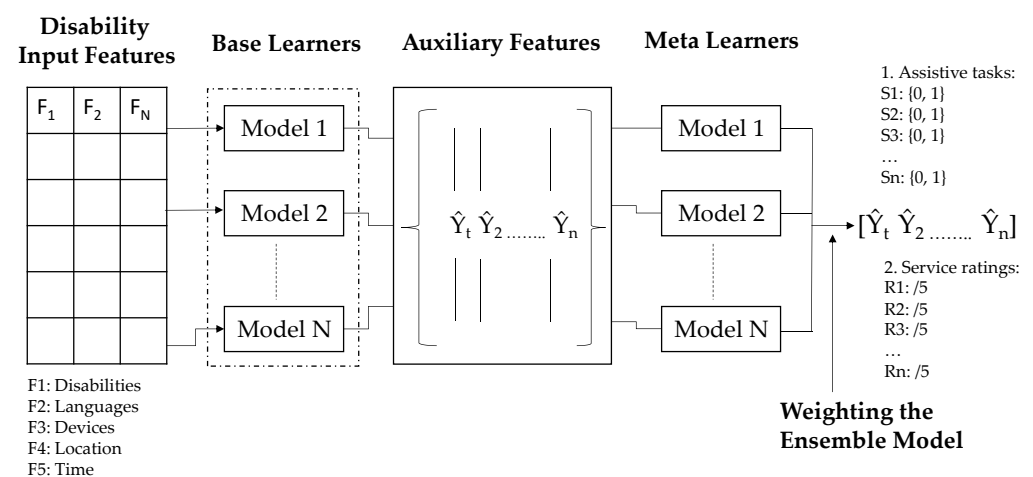 Disability
Input Features
Base Learners
Auxiliary Features
Meta Learners
F₁ F₂ F_N
Model 1
Model 2
Model N
Ŷₜ Ŷ₂ ........ Ŷₙ
Model 1
Model 2
Model N
1. Assistive tasks:
S1: {0, 1}
S2: {0, 1}
S3: {0, 1}
...
Sn: {0, 1}
[Ŷₜ Ŷ₂ ........ Ŷₙ]
2. Service ratings:
R1: /5
R2: /5
R3: /5
...
Rn: /5
Weighting the
Ensemble Model
F1: Disabilities
F2: Languages
F3: Devices
F4: Location
F5: Time